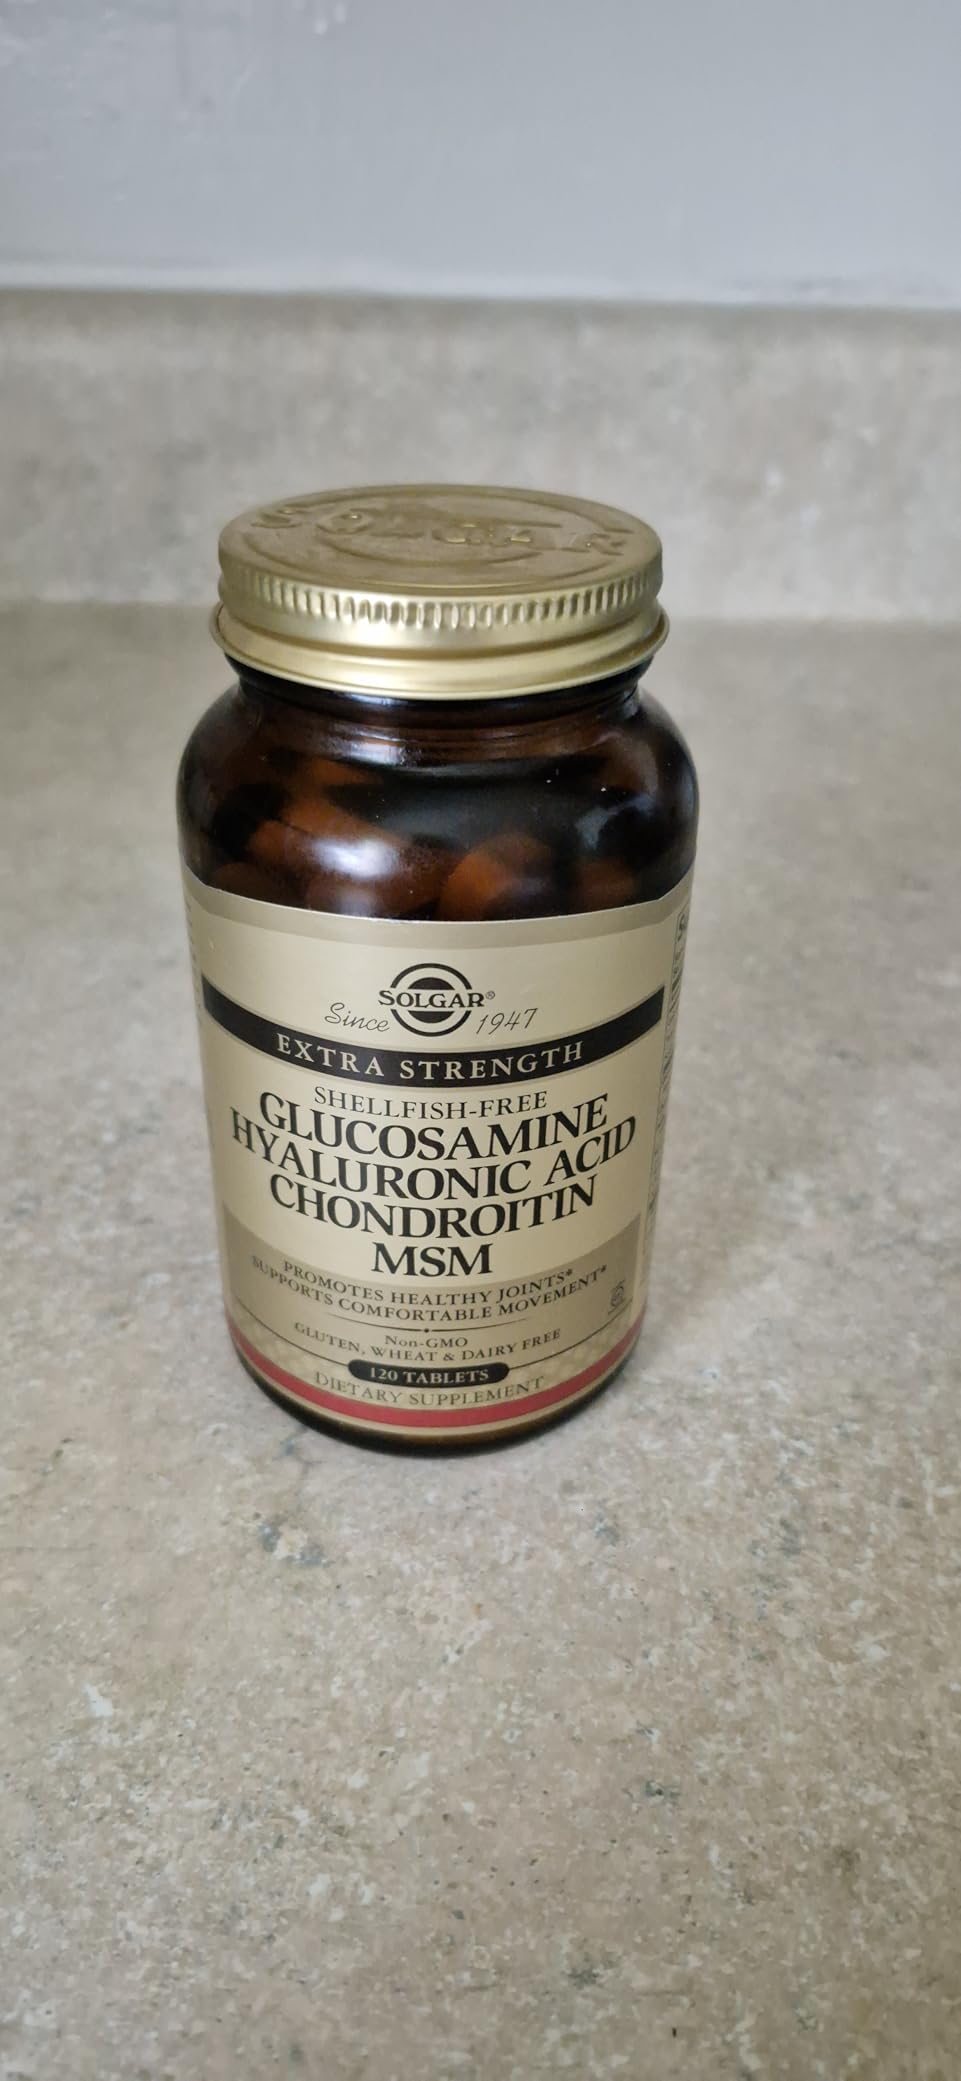 SOLGAR
SOLGAR®
Since 1947
EXTRA STRENGTH
SHELLFISH-FREE
GLUCOSAMINE
HYALURONIC ACID
CHONDROITIN
MSM
PROMOTES HEALTHY JOINTS*
SUPPORTS COMFORTABLE MOVEMENT*
Non-GMO
GLUTEN, WHEAT & DAIRY FREE
120 TABLETS
DIETARY SUPPLEMENT